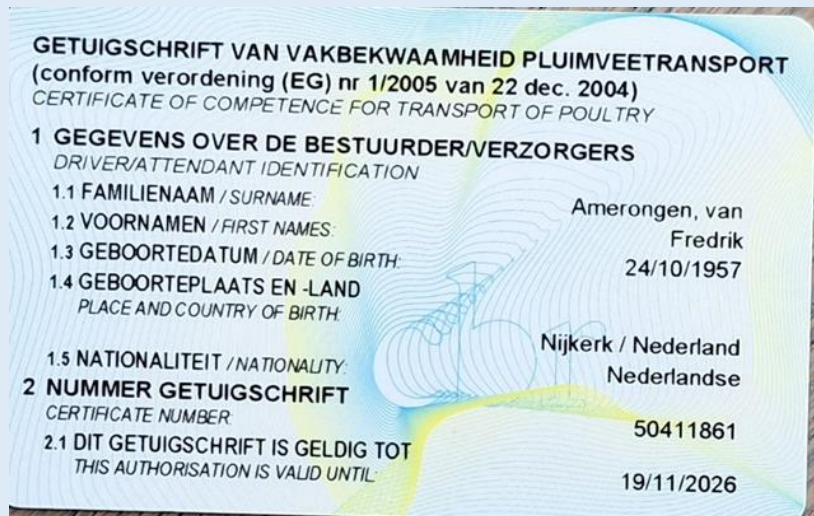 GETUIGSCHRIFT VAN VAKBEKWAAMHEID PLUIMVEETRANSPORT
(conform verordening (EG) nr 1/2005 van 22 dec. 2004)
CERTIFICATE OF COMPETENCE FOR TRANSPORT OF POULTRY
1 GEGEVENS OVER DE BESTUURDER/VERZORGERS
DRIVER/ATTENDANT IDENTIFICATION
1.1 FAMILIENAAM / SURNAME: Amerongen, van
1.2 VOORNAMEN / FIRST NAMES: Fredrik
1.3 GEBOORTEDATUM / DATE OF BIRTH: 24/10/1957
1.4 GEBOORTEPLAATS EN -LAND
PLACE AND COUNTRY OF BIRTH:
Nijkerk / Nederland
1.5 NATIONALITEIT / NATIONALITY: Nederlandse
2 NUMMER GETUIGSCHRIFT
CERTIFICATE NUMBER: 50411861
2.1 DIT GETUIGSCHRIFT IS GELDIG TOT
THIS AUTHORISATION IS VALID UNTIL: 19/11/2026